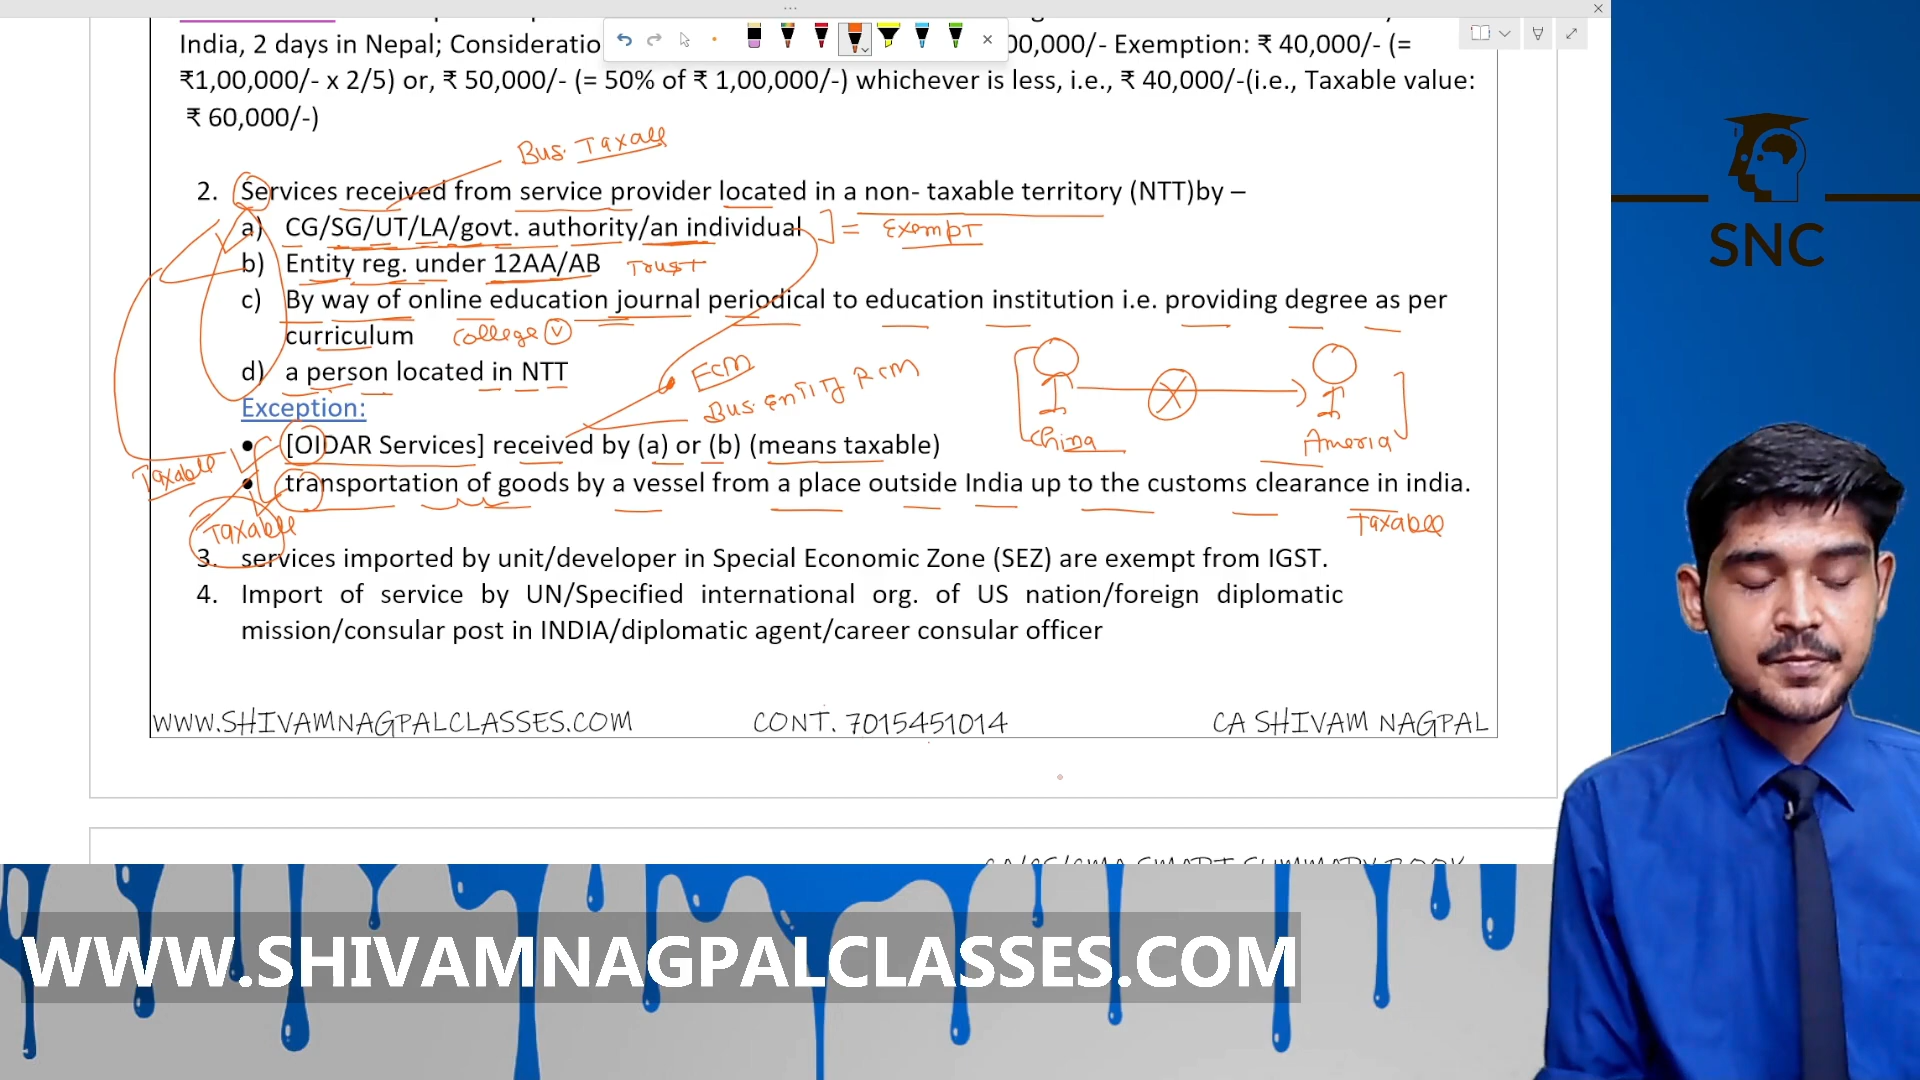 India, 2 days in Nepal; Consideratio 00,000/- Exemption: ₹ 40,000/- (=
₹1,00,000/- x 2/5) or, ₹ 50,000/- (= 50% of ₹ 1,00,000/-) whichever is less, i.e., ₹ 40,000/-(i.e., Taxable value:
₹ 60,000/-)
Bus. Taxable
2. Services received from service provider located in a non- taxable territory (NTT)by –
a) CG/SG/UT/LA/govt. authority/an individual ] = Exempt
b) Entity reg. under 12AA/AB Trust
c) By way of online education journal periodical to education institution i.e. providing degree as per
curriculum College (V)
d) a person located in NTT
FCM
Bus. Entity RCM
Exception:
China
America
• [OIDAR Services] received by (a) or (b) (means taxable)
Taxable
• transportation of goods by a vessel from a place outside India up to the customs clearance in india.
Taxable
Taxable
3. services imported by unit/developer in Special Economic Zone (SEZ) are exempt from IGST.
4. Import of service by UN/Specified international org. of US nation/foreign diplomatic
mission/consular post in INDIA/diplomatic agent/career consular officer
WWW.SHIVAMNAGPALCLASSES.COM CONT. 7015451014 CA SHIVAM NAGPAL
CA/CS/CMA SMART SUMMARY BOOK
SNC
WWW.SHIVAMNAGPALCLASSES.COM